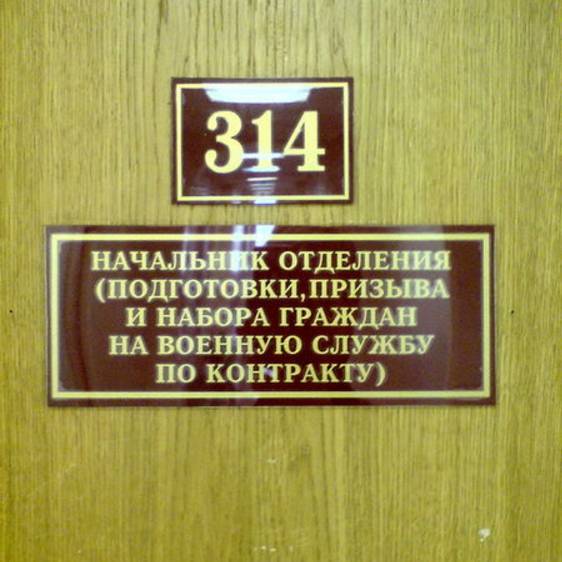 314
НАЧАЛЬНИК ОТДЕЛЕНИЯ
(ПОДГОТОВКИ,ПРИЗЫВА
И НАБОРА ГРАЖДАН
НА ВОЕННУЮ СЛУЖБУ
ПО КОНТРАКТУ)